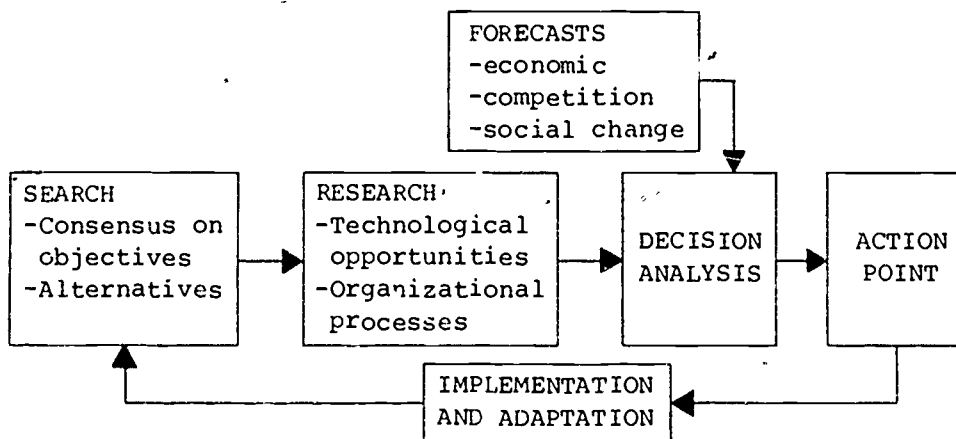 FORECASTS
-economic
-competition
-social change
SEARCH
-Consensus on
objectives
-Alternatives
RESEARCH
-Technological
opportunities
-Organizational
processes
DECISION
ANALYSIS
ACTION
POINT
IMPLEMENTATION
AND ADAPTATION